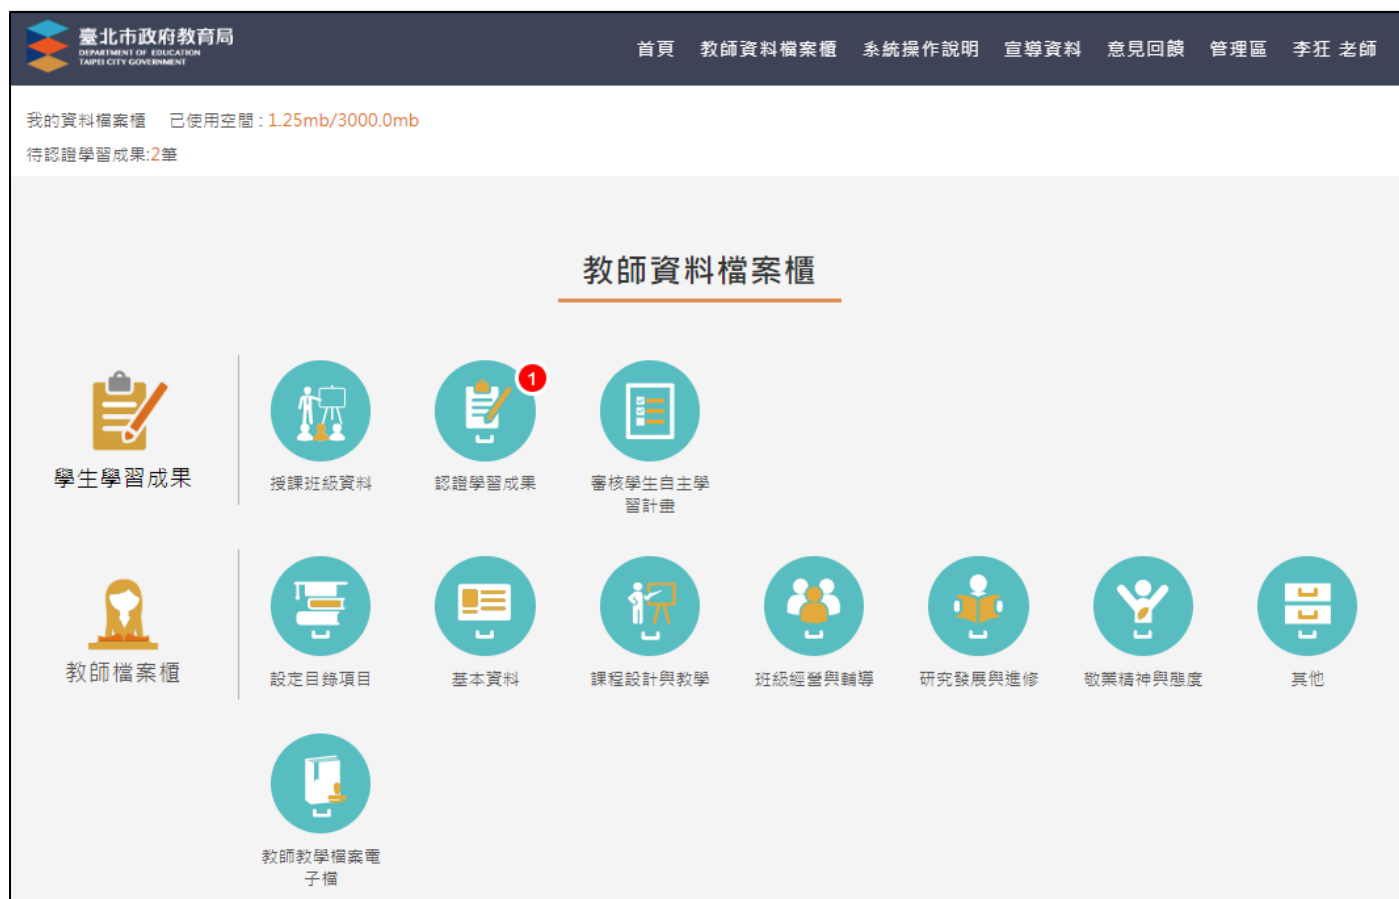 臺北市政府教育局
DEPARTMENT OF EDUCATION
TAIPEI CITY GOVERNMENT
首頁 教師資料檔案櫃 系統操作說明 宣導資料 意見回饋 管理區 李狂 老師
我的資料檔案櫃 已使用空間 : 1.25mb/3000.0mb
待認證學習成果:2筆
教師資料檔案櫃
學生學習成果
授課班級資料
1
認證學習成果
審核學生自主學
習計畫
教師檔案櫃
設定目錄項目
基本資料
課程設計與教學
班級經營與輔導
研究發展與進修
敬業精神與態度
其他
教師教學檔案電
子檔